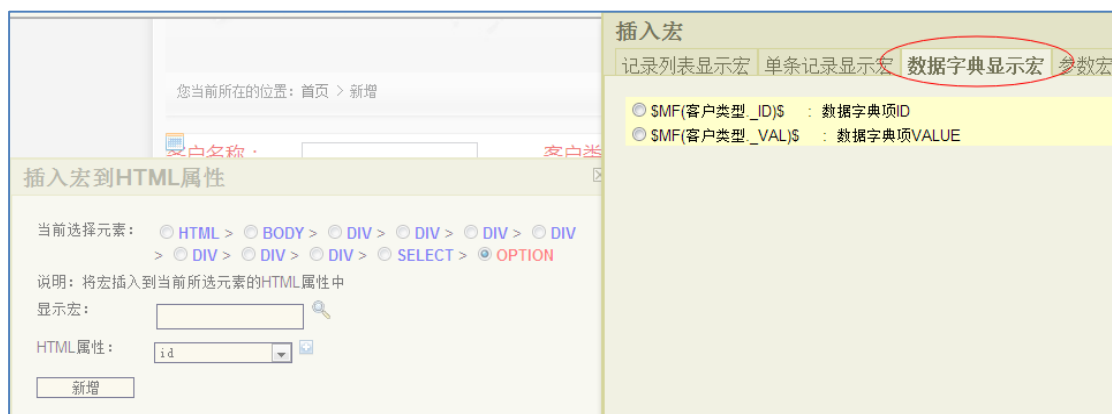 您当前所在的位置：首页 > 新增
客户名称：
客户类
插入宏到HTML属性
当前选择元素： HTML > BODY > DIV > DIV > DIV > DIV
> DIV > DIV > DIV > SELECT > OPTION
说明：将宏插入到当前所选元素的HTML属性中
显示宏：
HTML属性： id
新增
插入宏
记录列表显示宏 单条记录显示宏 数据字典显示宏 参数宏
$MF(客户类型._ID)$ ： 数据字典项ID
$MF(客户类型._VAL)$ ： 数据字典项VALUE